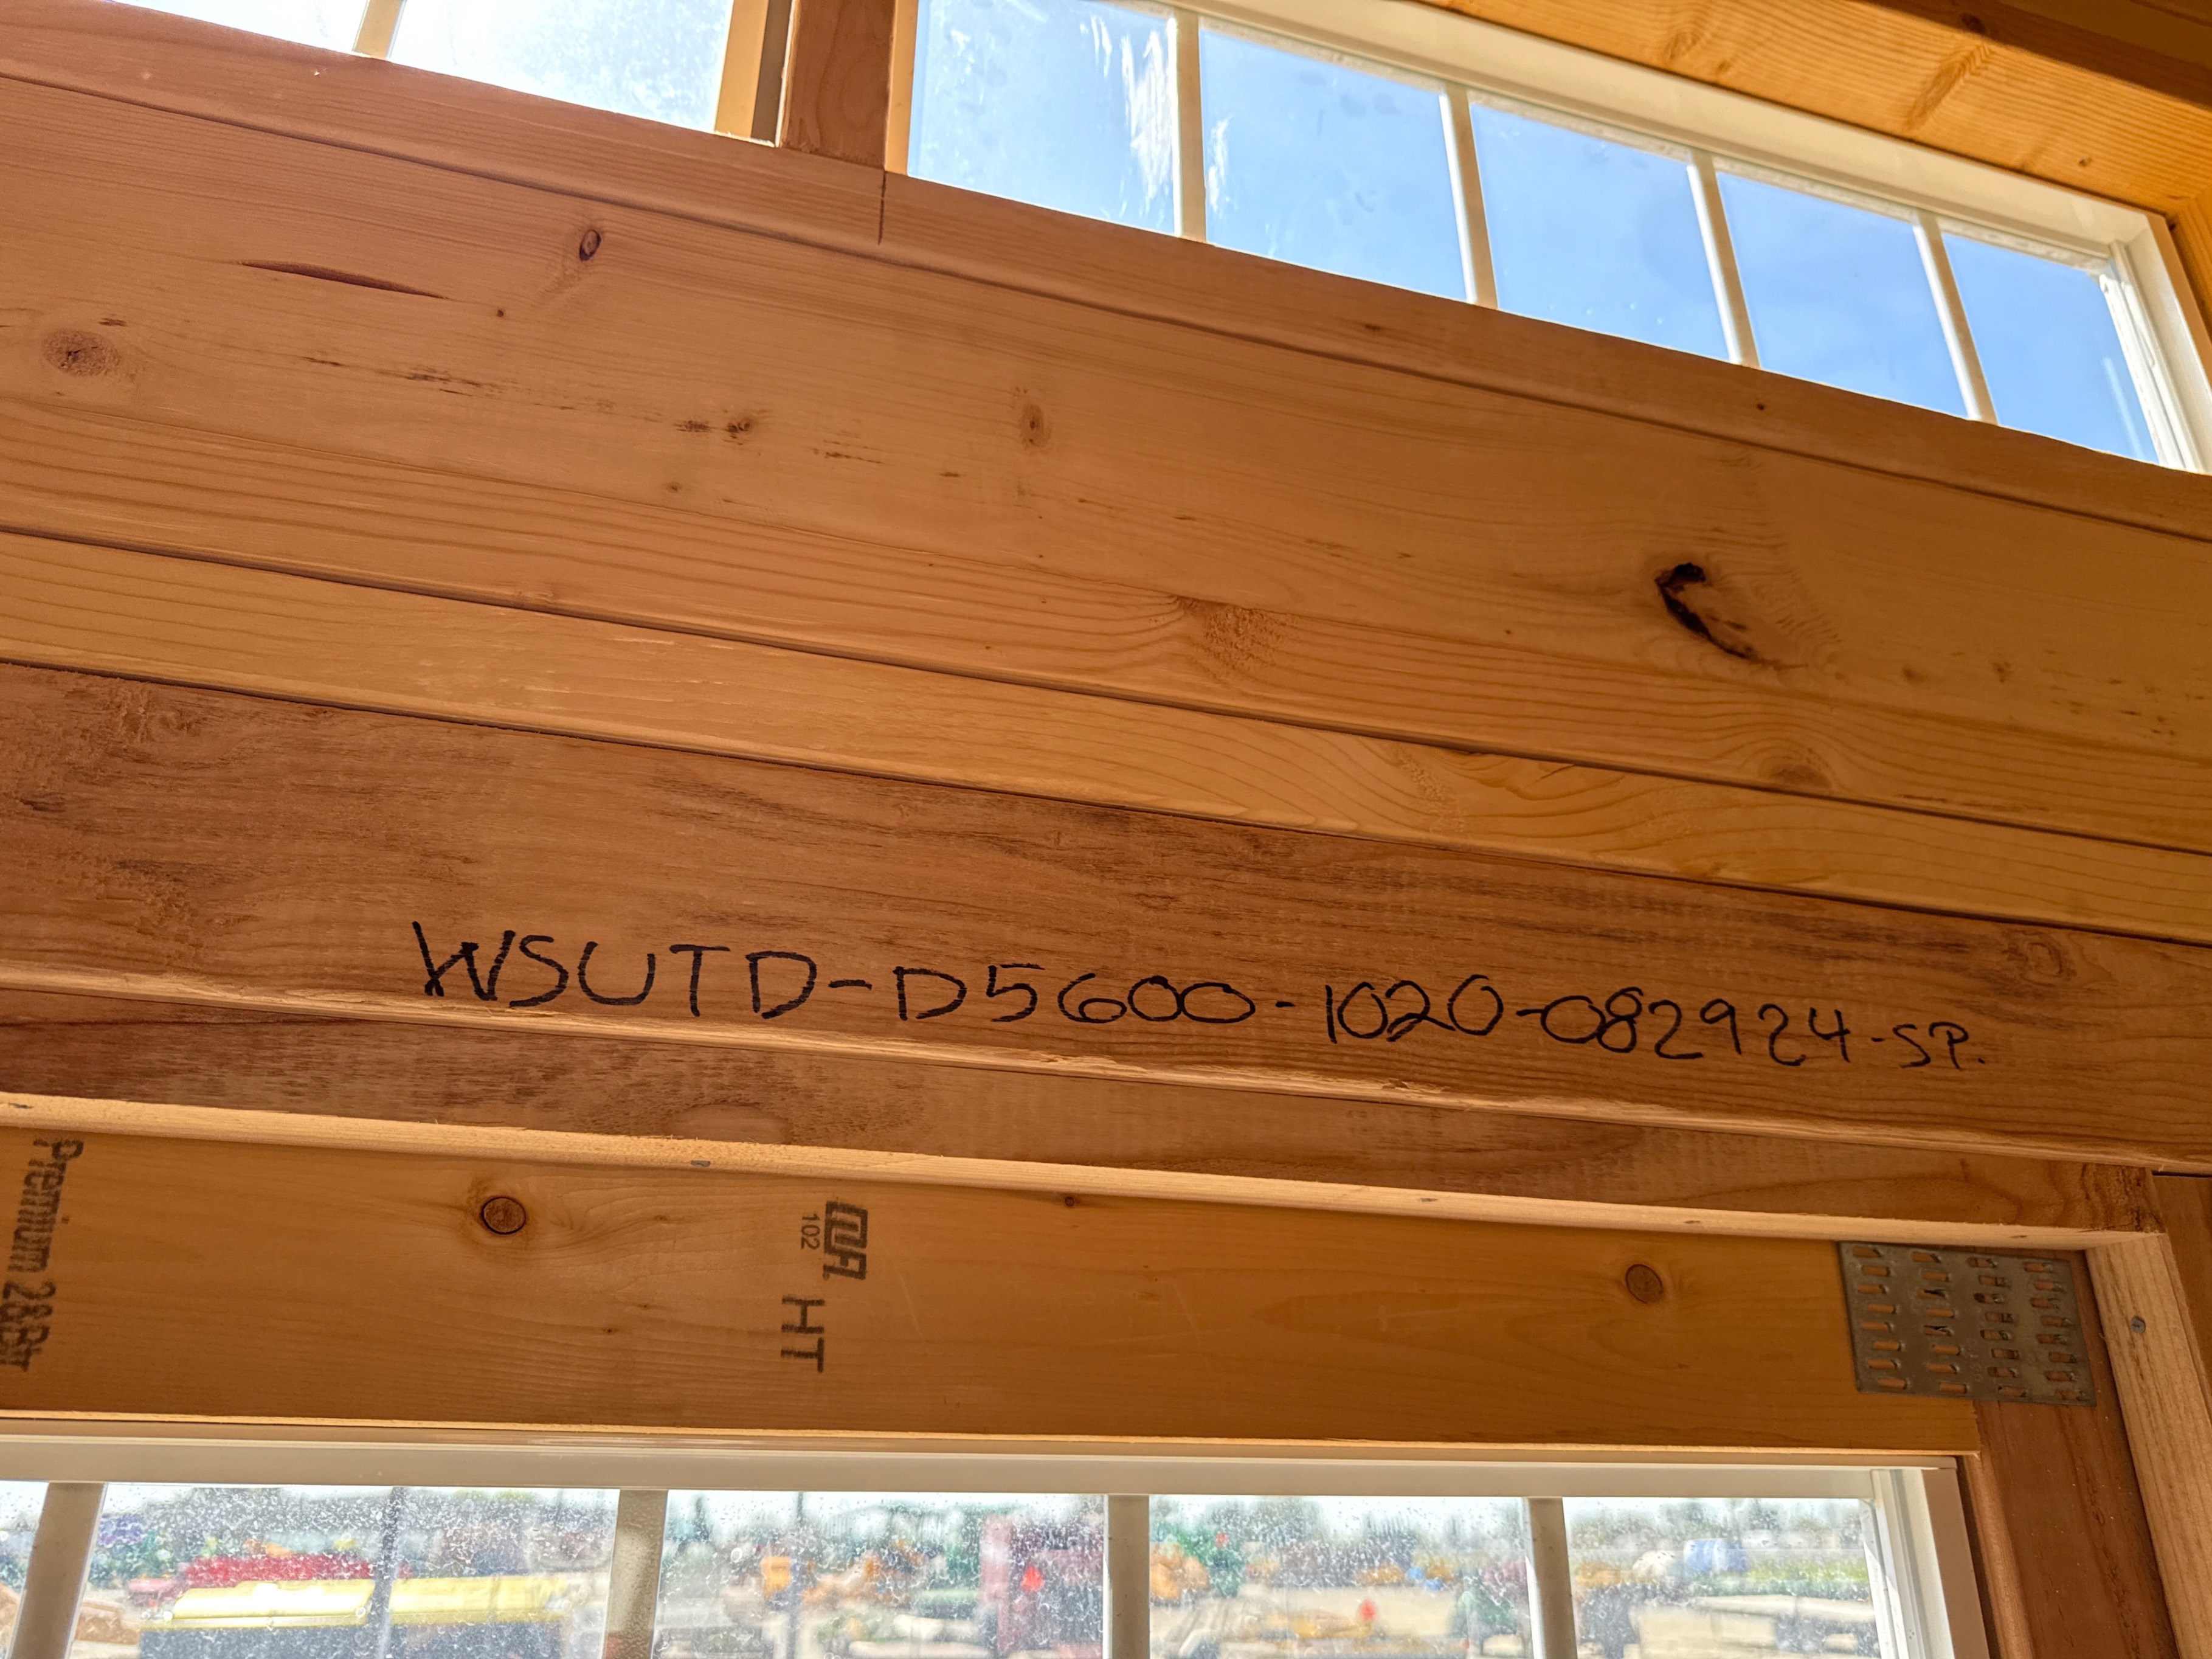 WSUTD-D5600-1020-082924-SP.
Premium 2&Btr
102
HT